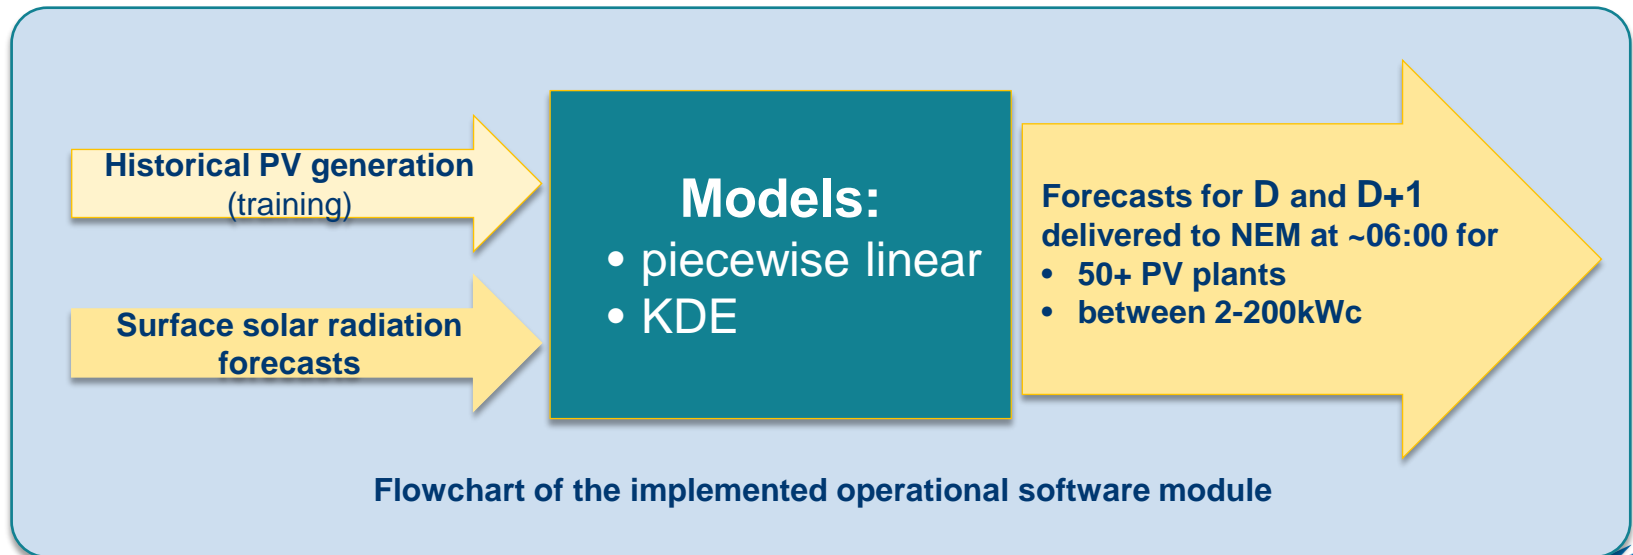 Historical PV generation
(training)
Surface solar radiation
forecasts
Models:
• piecewise linear
• KDE
Forecasts for D and D+1
delivered to NEM at ~06:00 for
• 50+ PV plants
• between 2-200kWc
Flowchart of the implemented operational software module